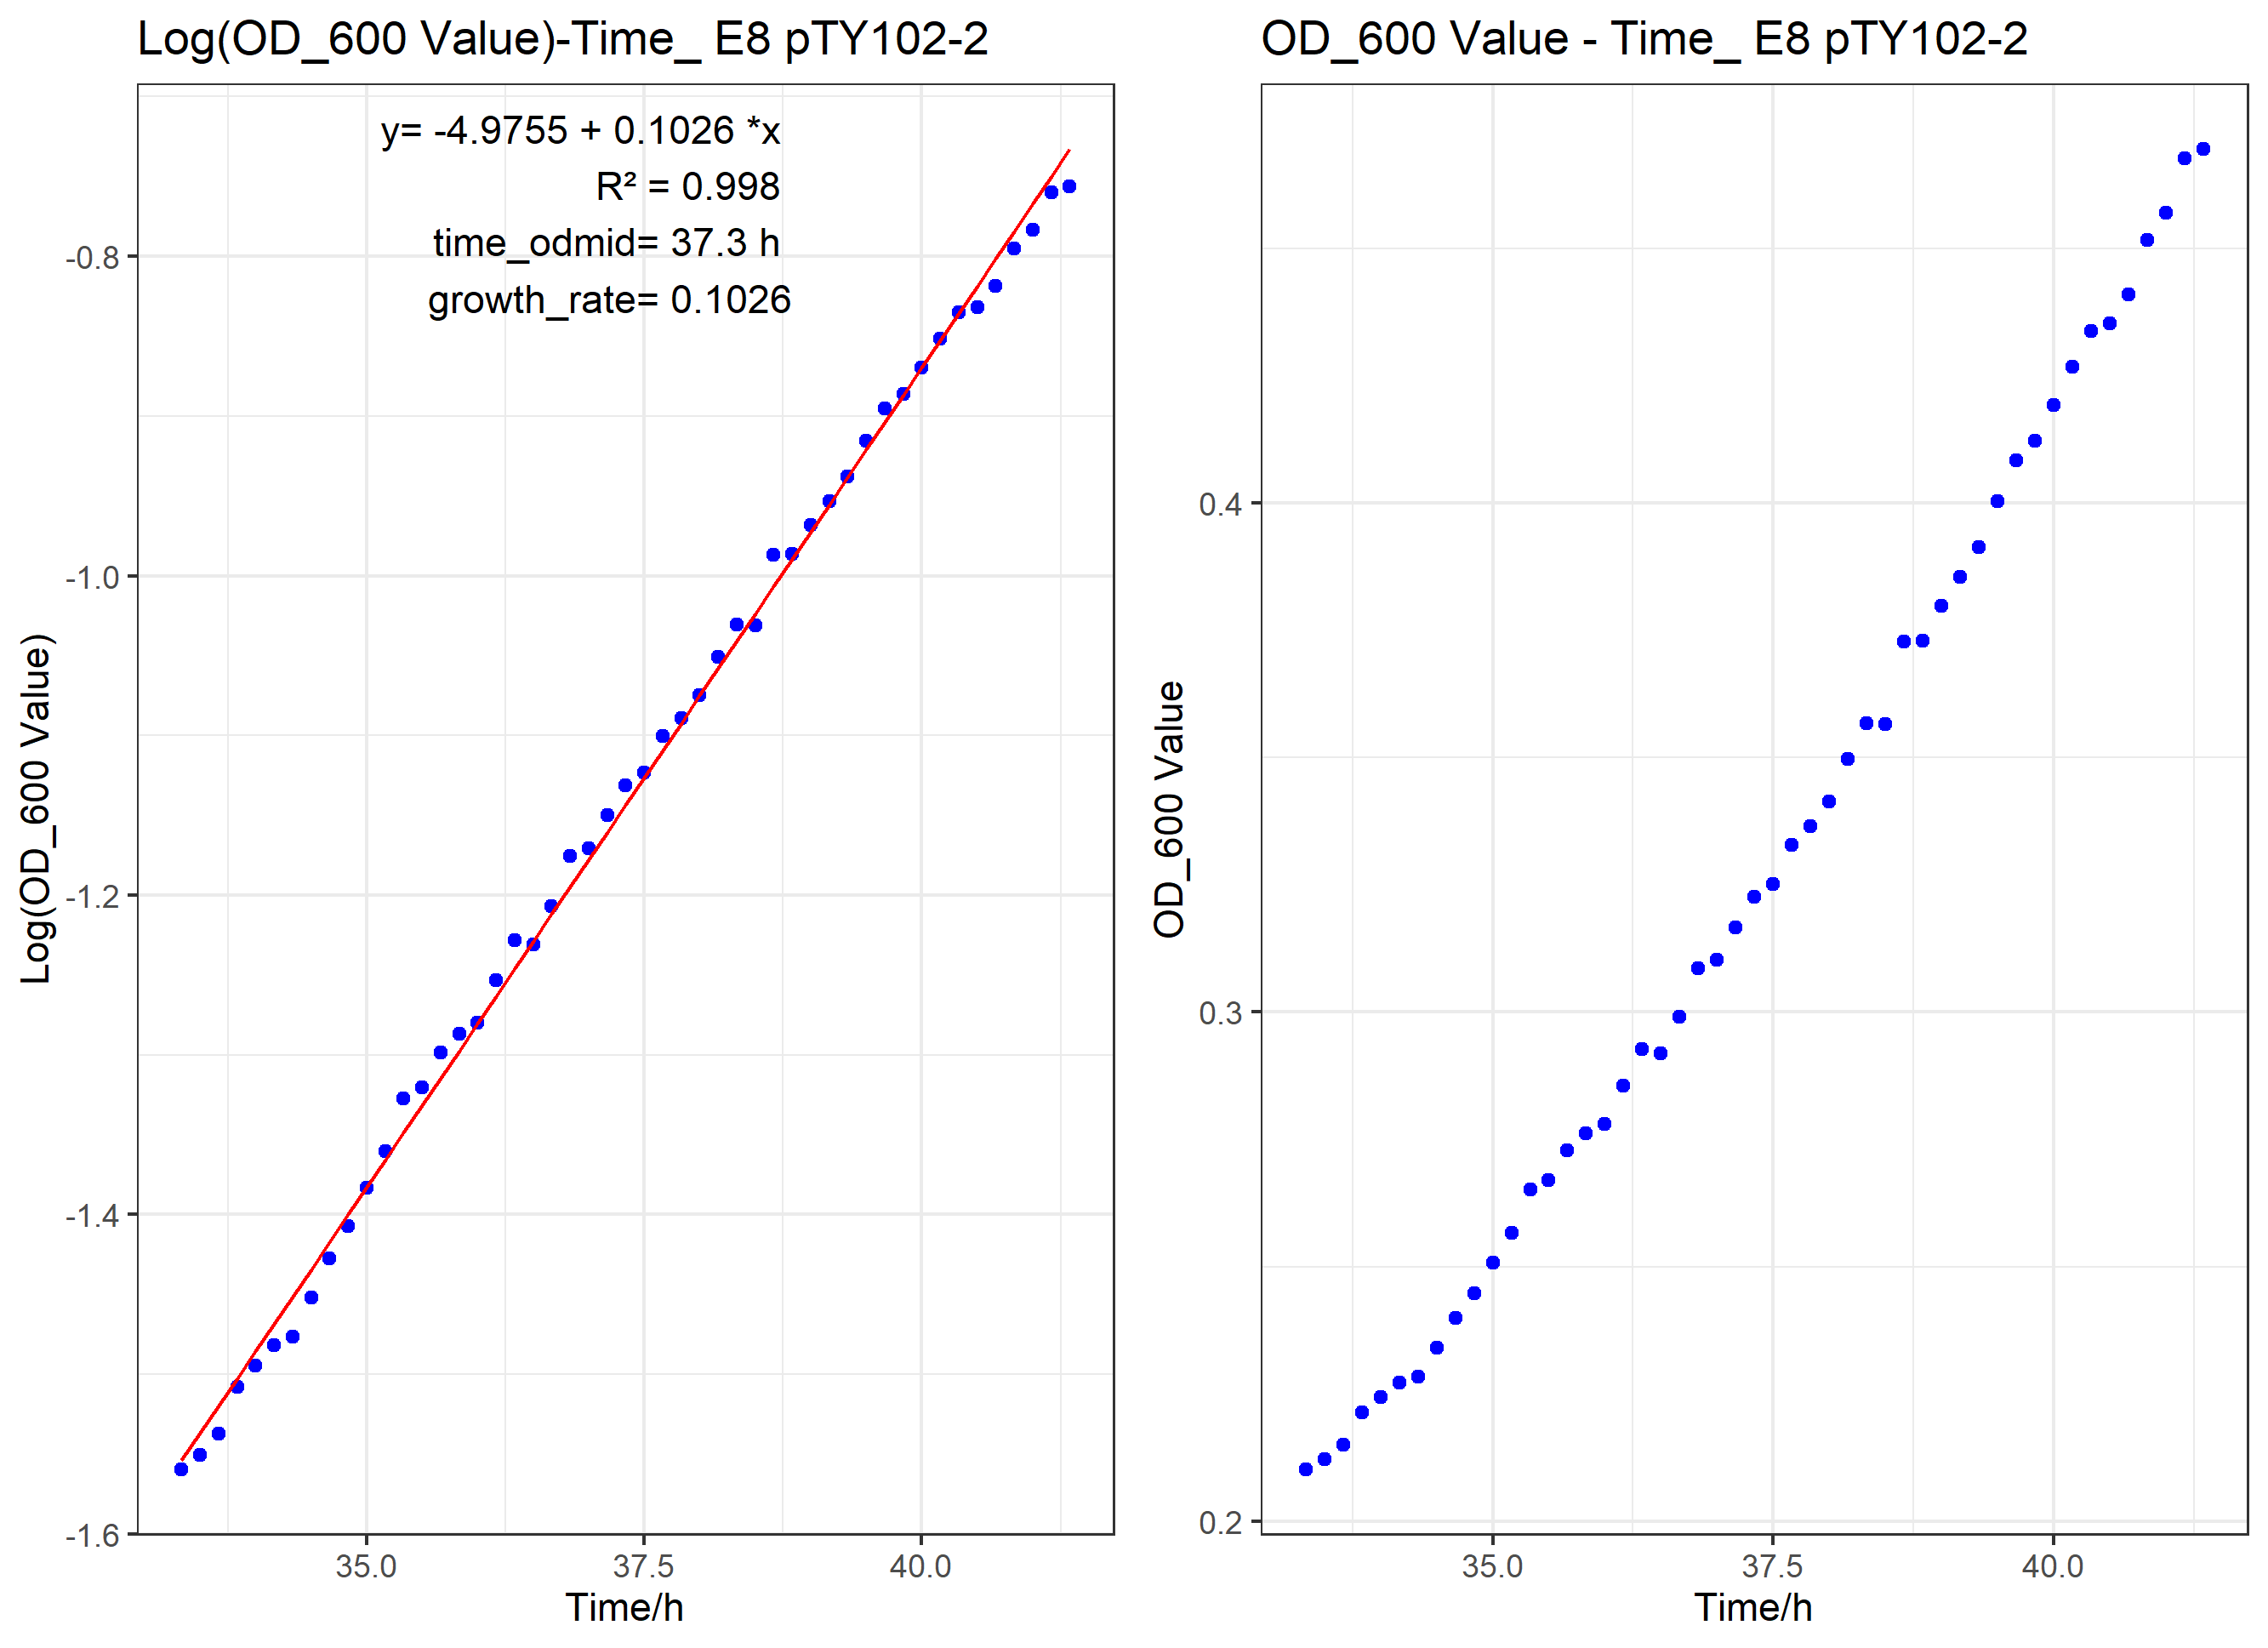 Log(OD_600 Value)-Time_ E8 pTY102-2
y= -4.9755 + 0.1026 *x
R² = 0.998
time_odmid= 37.3 h
growth_rate= 0.1026
Log(OD_600 Value)
-0.8
-1.0
-1.2
-1.4
-1.6
35.0
37.5
40.0
Time/h
OD_600 Value - Time_ E8 pTY102-2
OD_600 Value
0.4
0.3
0.2
35.0
37.5
40.0
Time/h